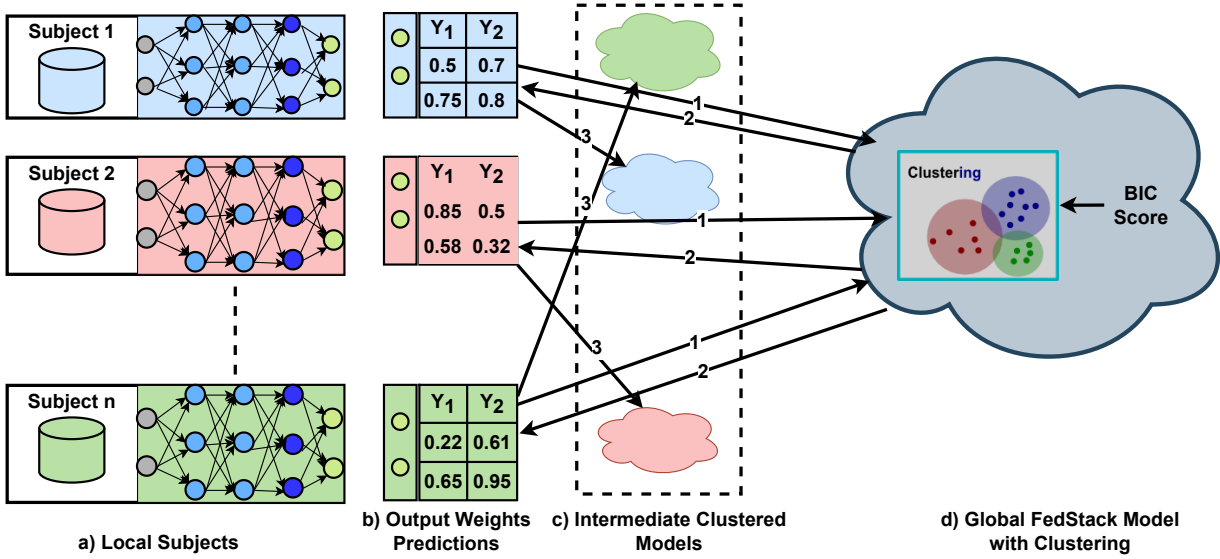 Subject 1
Y1 Y2
0.5 0.7
0.75 0.8
1
2
3
Subject 2
Y1 Y2
0.85 0.5
0.58 0.32
3
1
2
3
Clustering
BIC
Score
Subject n
Y1 Y2
0.22 0.61
0.65 0.95
1
2
a) Local Subjects
b) Output Weights
Predictions
c) Intermediate Clustered
Models
d) Global FedStack Model
with Clustering